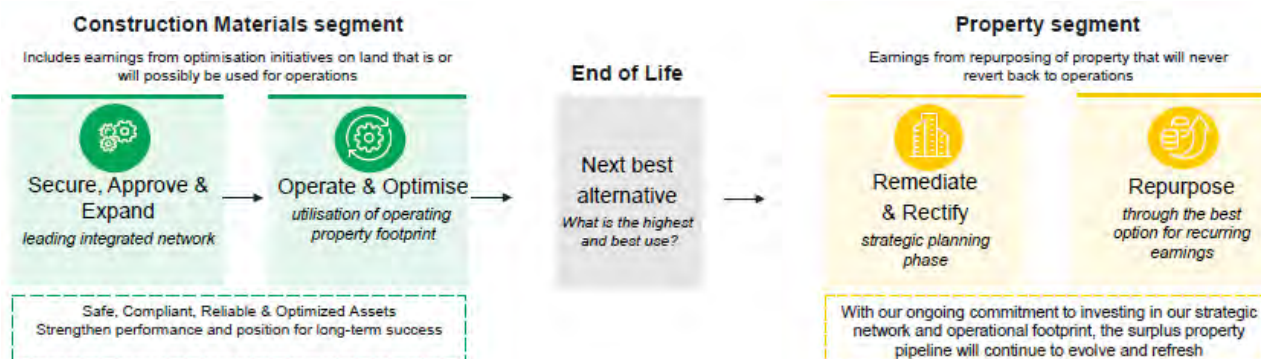 Construction Materials segment
Includes earnings from optimisation initiatives on land that is or
will possibly be used for operations
Secure, Approve &
Expand
leading integrated network
Operate & Optimise
utilisation of operating
property footprint
Safe, Compliant, Reliable & Optimized Assets
Strengthen performance and position for long-term success
End of Life
Next best
alternative
What is the highest
and best use?
Property segment
Earnings from repurposing of property that will never
revert back to operations
Remediate
& Rectify
strategic planning
phase
Repurpose
through the best
option for recurring
earnings
With our ongoing commitment to investing in our strategic
network and operational footprint, the surplus property
pipeline will continue to evolve and refresh